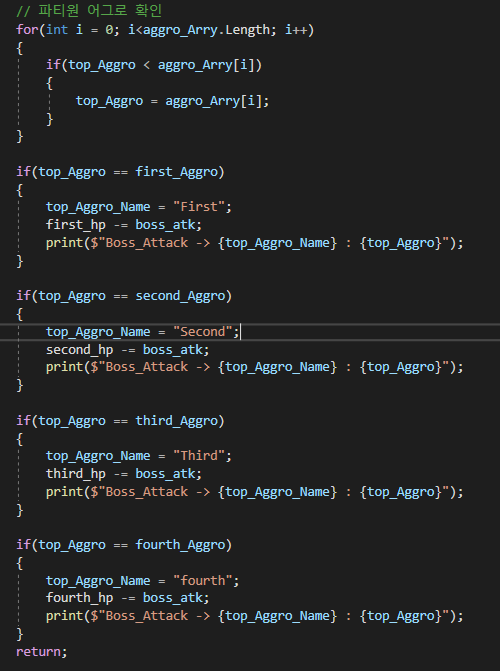 // 파티원 어그로 확인
for(int i = 0; i<aggro_Arry.Length; i++)
{
    if(top_Aggro < aggro_Arry[i])
    {
        top_Aggro = aggro_Arry[i];
    }
}

if(top_Aggro == first_Aggro)
{
    top_Aggro_Name = "First";
    first_hp -= boss_atk;
    print($"Boss_Attack -> {top_Aggro_Name} : {top_Aggro}");
}

if(top_Aggro == second_Aggro)
{
    top_Aggro_Name = "Second";
    second_hp -= boss_atk;
    print($"Boss_Attack -> {top_Aggro_Name} : {top_Aggro}");
}

if(top_Aggro == third_Aggro)
{
    top_Aggro_Name = "Third";
    third_hp -= boss_atk;
    print($"Boss_Attack -> {top_Aggro_Name} : {top_Aggro}");
}

if(top_Aggro == fourth_Aggro)
{
    top_Aggro_Name = "fourth";
    fourth_hp -= boss_atk;
    print($"Boss_Attack -> {top_Aggro_Name} : {top_Aggro}");
}
return;